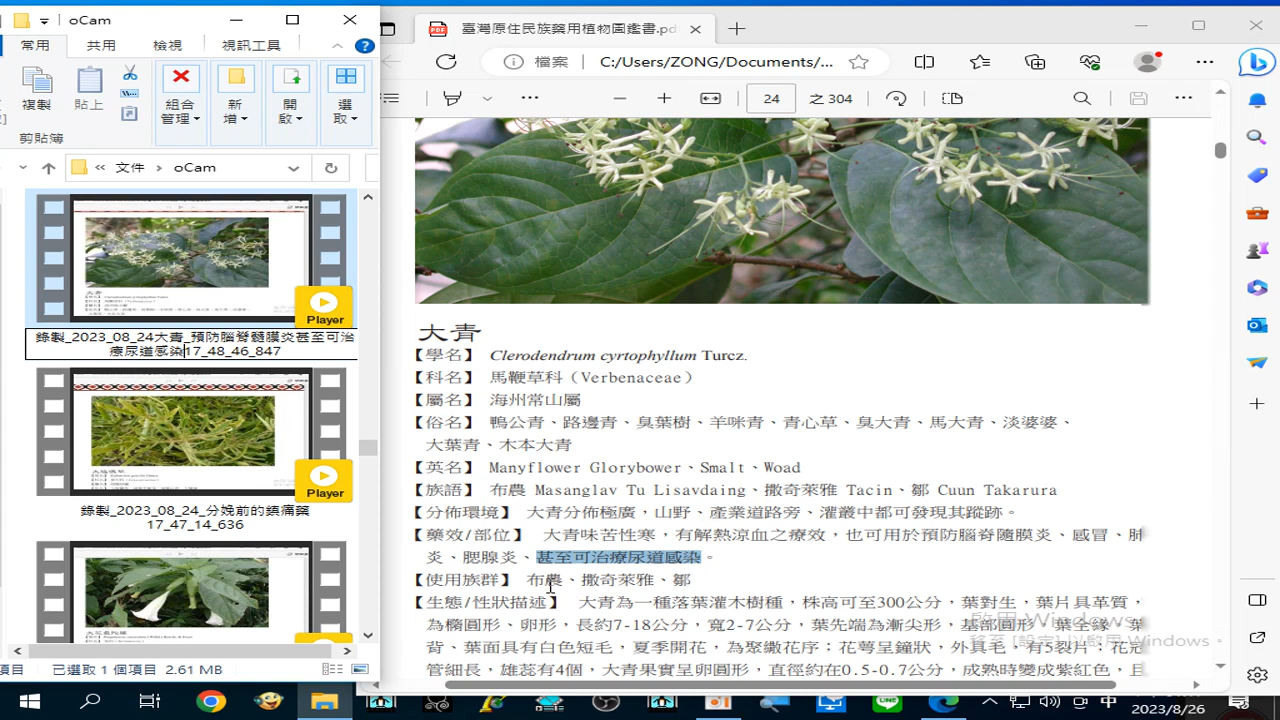 oCam
常用
共用
檢視
視訊工具
複製
貼上
組合
管理
新
增
開
啟
選
取
剪貼簿
文件
oCam
Player
錄製_2023_08_24大青_預防腦脊髓膜炎甚至可治
療尿道感染17_48_46_847
Player
錄製_2023_08_24_分娩前的鎮痛藥
17_47_14_636
項目
已選取 1 個項目
2.61 MB
臺灣原住民族藥用植物圖鑑書.pd
檔案
C:/Users/ZONG/Documents/...
24
之 304
大青
【學名】 Clerodendrum cyrtophyllum Turcz.
【科名】 馬鞭草科（Verbenaceae）
【屬名】 海州常山屬
【俗名】 鴨公青、路邊青、臭葉樹、羊咪青、青心草、臭大青、馬大青、淡婆婆、
大葉青、木本大青
【英名】 Manyflower Glorybower、Smalt、Woad
【族語】 布農 Masanglav Tu Lisavdaing、撒奇萊雅 Tacin、鄒 Cuun Takarura
【分佈環境】 大青分佈極廣，山野、產業道路旁、灌叢中都可發現其蹤跡。
【藥效/部位】 大青味苦性寒，有解熱涼血之療效，也可用於預防腦脊隨膜炎、感冒、肺
炎、腮腺炎、甚至可治療尿道感染。
【使用族群】 布農、撒奇萊雅、鄒
【生態/性狀描述】 大青為一種落葉灌木樹種，株高可至300公分，葉對生，葉片具革質，
為橢圓形、卵形，長約7-18公分，寬2-7公分，葉先端為漸尖形，基部圓形，葉全緣、葉
背、葉面具有白色短毛，夏季開花，為聚繖花序；花萼呈鐘狀，外具毛，有5裂片；花冠
管細長，雄蕊有4個，大青果實呈卵圓形，直徑約在0.5-0.7公分，成熟時變成紫紅色，且
啟用 Windows
移至 [設定] 以啟用 Windows。
LINE
中
2023/8/26